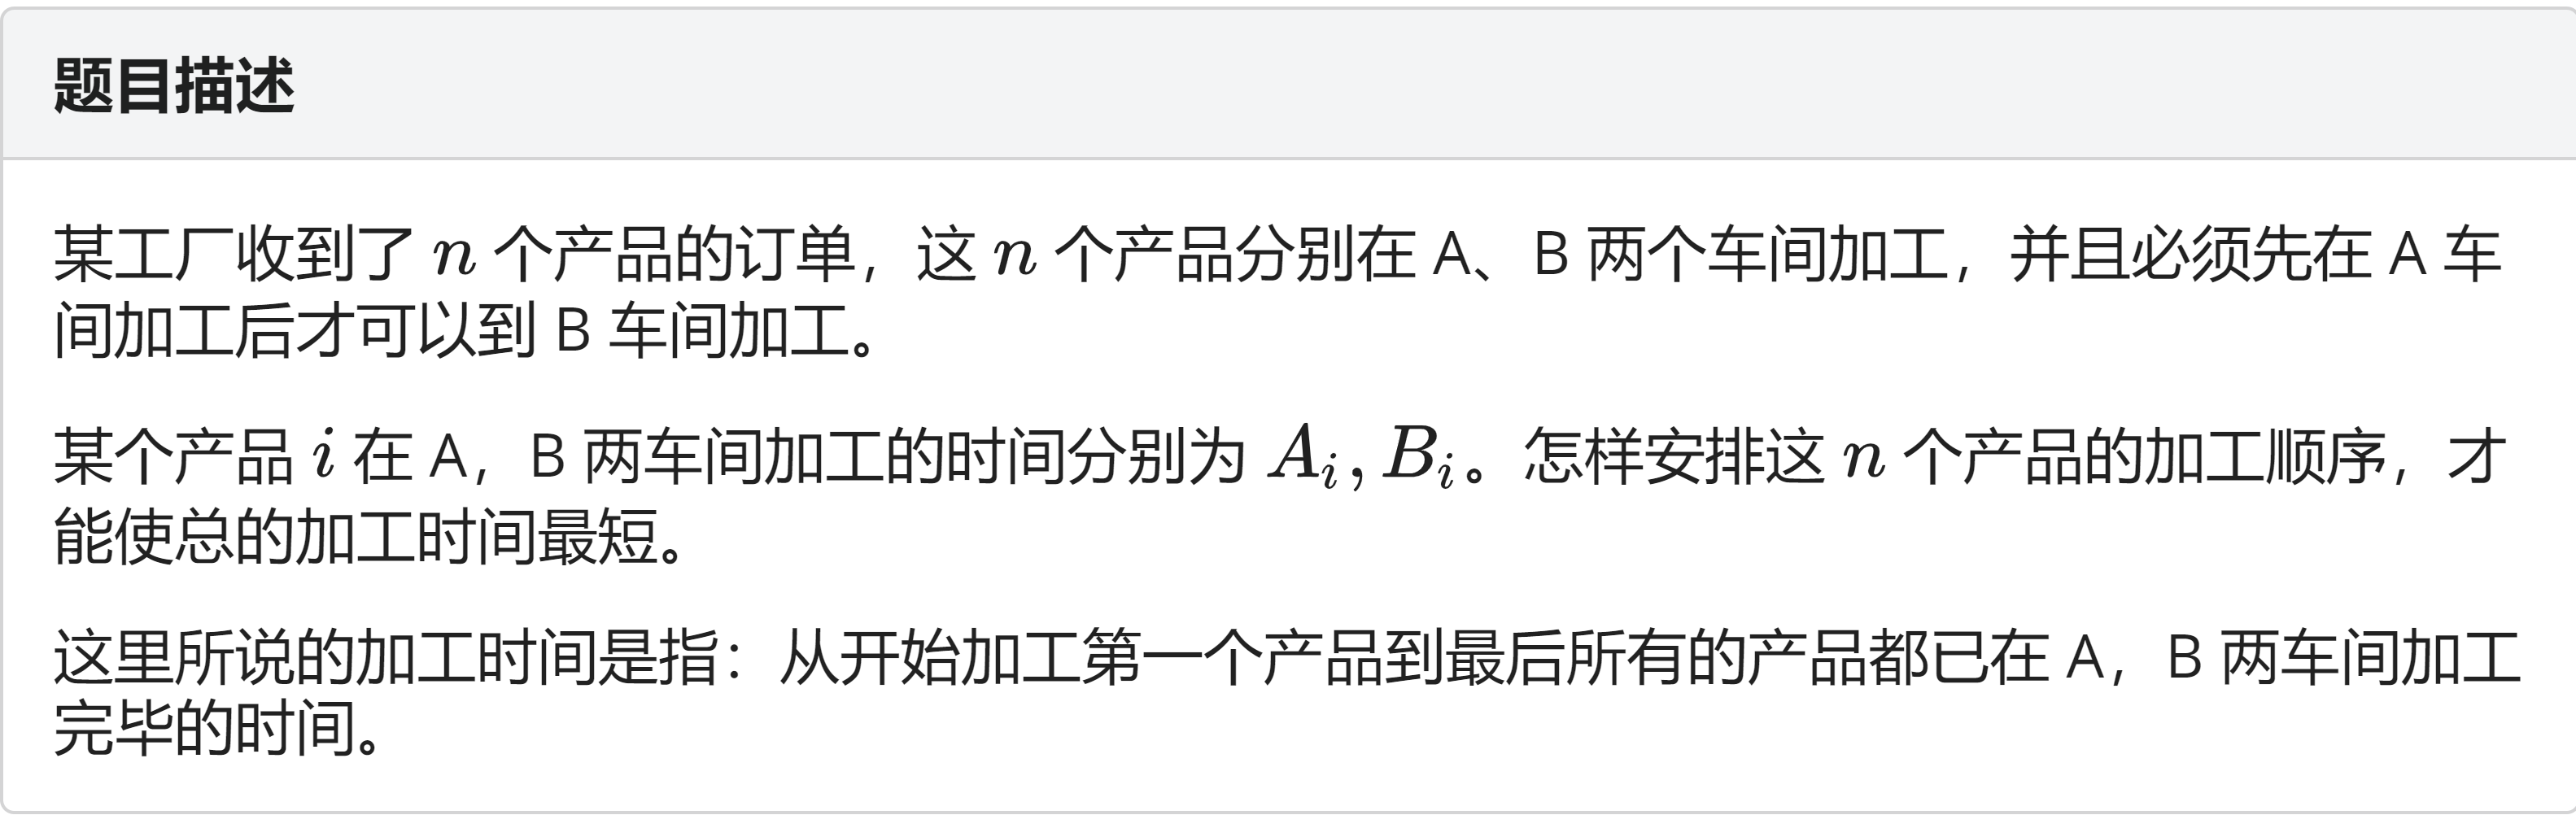 题目描述
某工厂收到了 n 个产品的订单，这 n 个产品分别在 A、B 两个车间加工，并且必须先在 A 车
间加工后才可以到 B 车间加工。
某个产品 i 在 A，B 两车间加工的时间分别为 A_i, B_i。怎样安排这 n 个产品的加工顺序，才
能使总的加工时间最短。
这里所说的加工时间是指：从开始加工第一个产品到最后所有的产品都已在 A，B 两车间加工
完毕的时间。